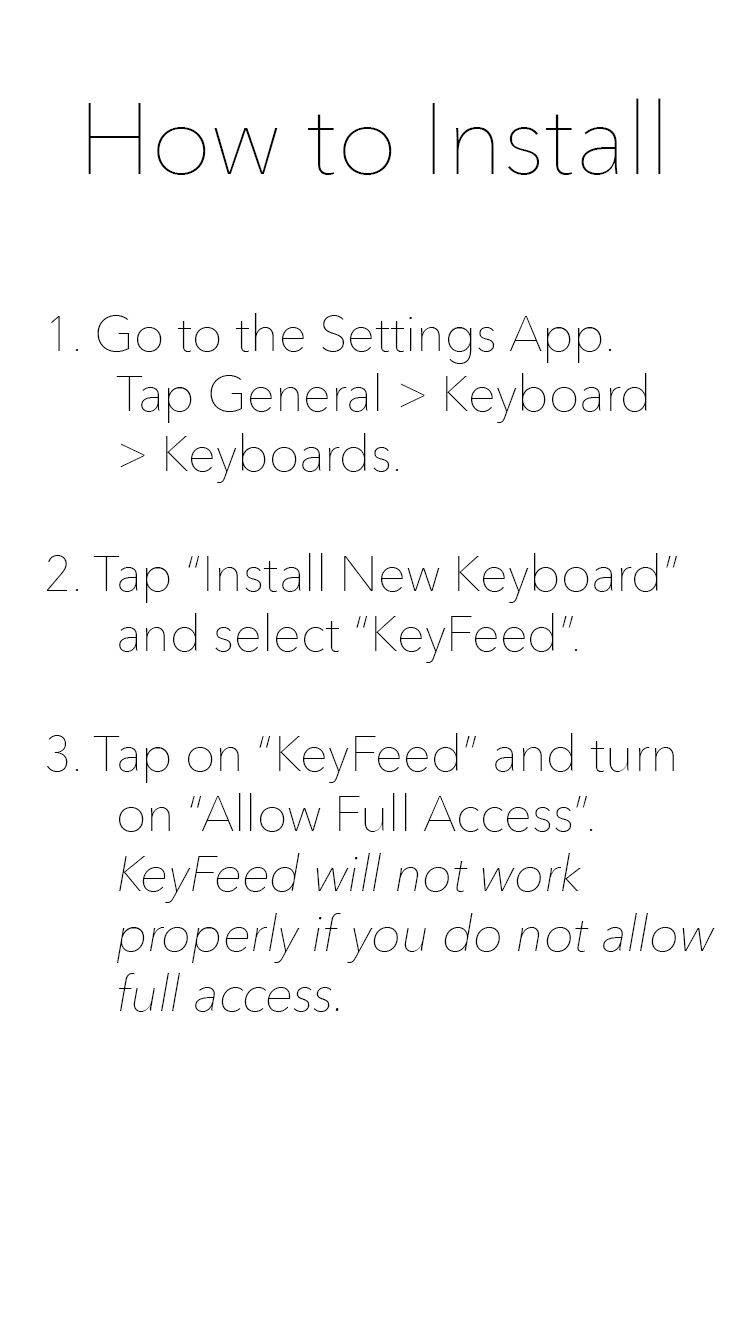 How to Install
1. Go to the Settings App.
Tap General > Keyboard
> Keyboards.
2. Tap “Install New Keyboard”
and select “KeyFeed”.
3. Tap on “KeyFeed” and turn
on “Allow Full Access”.
KeyFeed will not work
properly if you do not allow
full access.